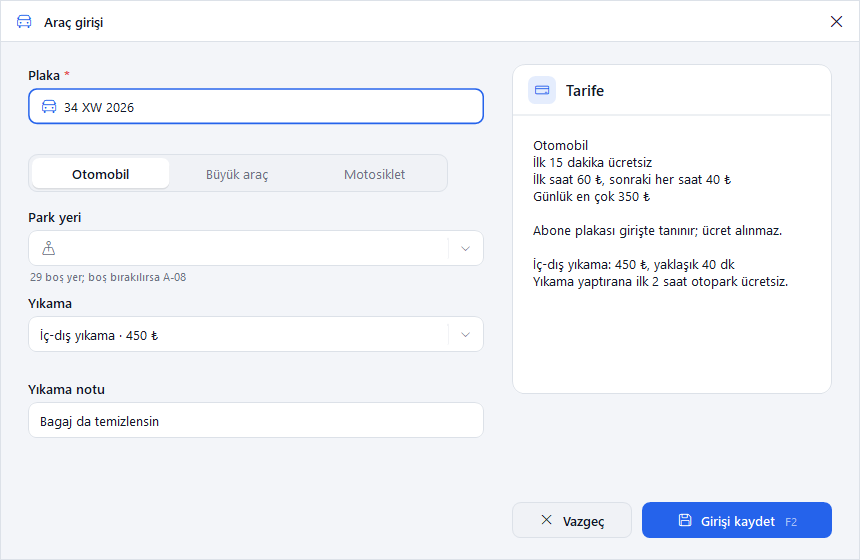 Araç girişi
Plaka *
34 XW 2026
Otomobil
Büyük araç
Motosiklet
Park yeri
29 boş yer; boş bırakılırsa A-08
Yıkama
İç-dış yıkama · 450 ₺
Yıkama notu
Bagaj da temizlensin
Tarife
Otomobil
İlk 15 dakika ücretsiz
İlk saat 60 ₺, sonraki her saat 40 ₺
Günlük en çok 350 ₺
Abone plakası girişte tanınır; ücret alınmaz.
İç-dış yıkama: 450 ₺, yaklaşık 40 dk
Yıkama yaptırana ilk 2 saat otopark ücretsiz.
Vazgeç
Girişi kaydet F2